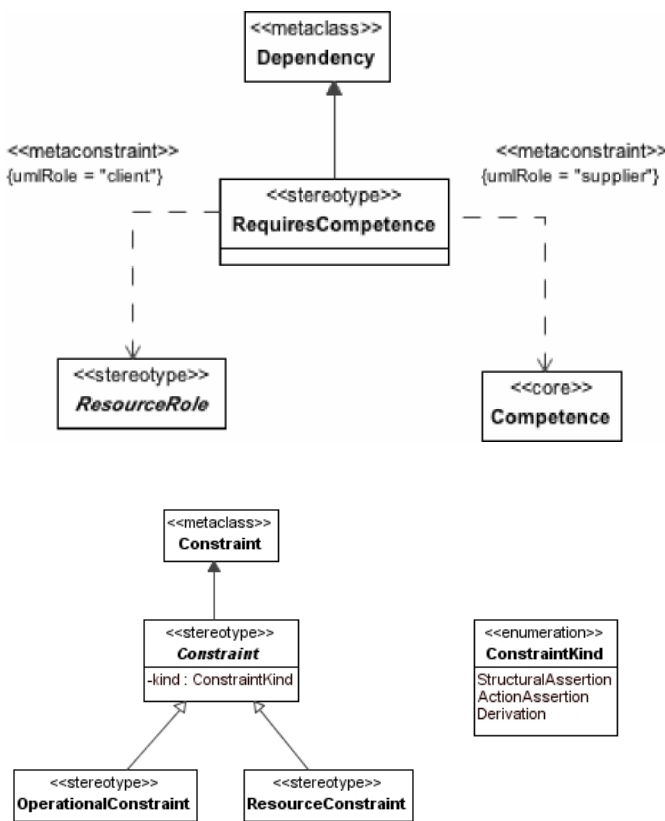 <<metaclass>>
Dependency
<<metaconstraint>>
{umlRole = "client"}
<<metaconstraint>>
{umlRole = "supplier"}
<<stereotype>>
RequiresCompetence
<<stereotype>>
ResourceRole
<<core>>
Competence
<<metaclass>>
Constraint
<<stereotype>>
Constraint
-kind : ConstraintKind
<<enumeration>>
ConstraintKind
StructuralAssertion
ActionAssertion
Derivation
<<stereotype>>
OperationalConstraint
<<stereotype>>
ResourceConstraint